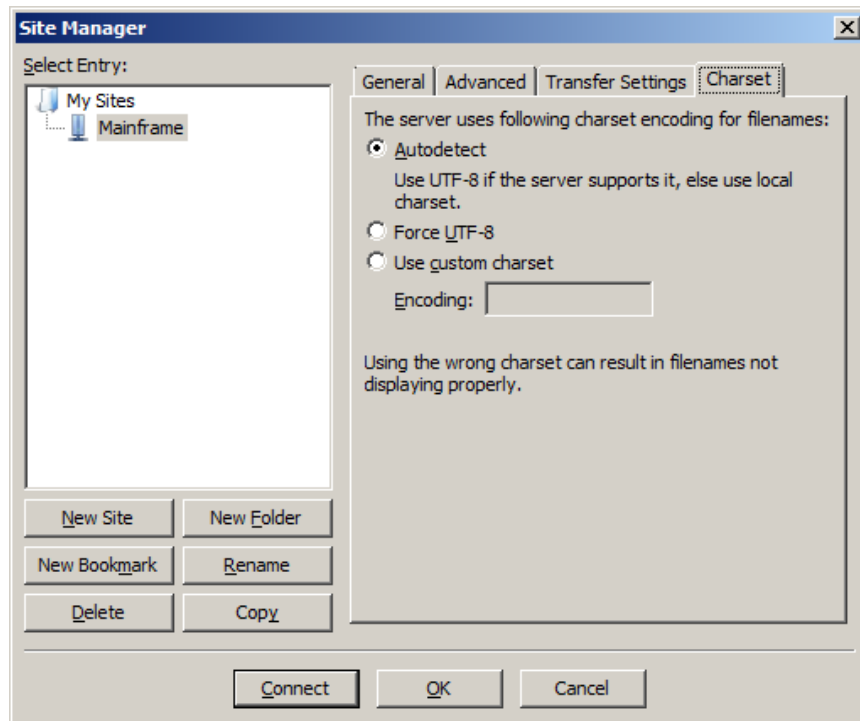 Site Manager
Select Entry:
My Sites
Mainframe
New Site
New Folder
New Bookmark
Rename
Delete
Copy
General
Advanced
Transfer Settings
Charset
The server uses following charset encoding for filenames:
Autodetect
Use UTF-8 if the server supports it, else use local
charset.
Force UTF-8
Use custom charset
Encoding:
Using the wrong charset can result in filenames not
displaying properly.
Connect
OK
Cancel